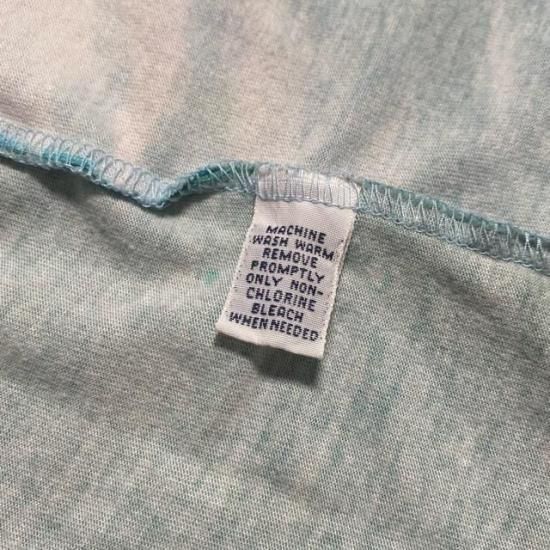 MACHINE
WASH WARM
REMOVE
PROMPTLY
ONLY NON-
CHLORINE
BLEACH
WHEN NEEDED